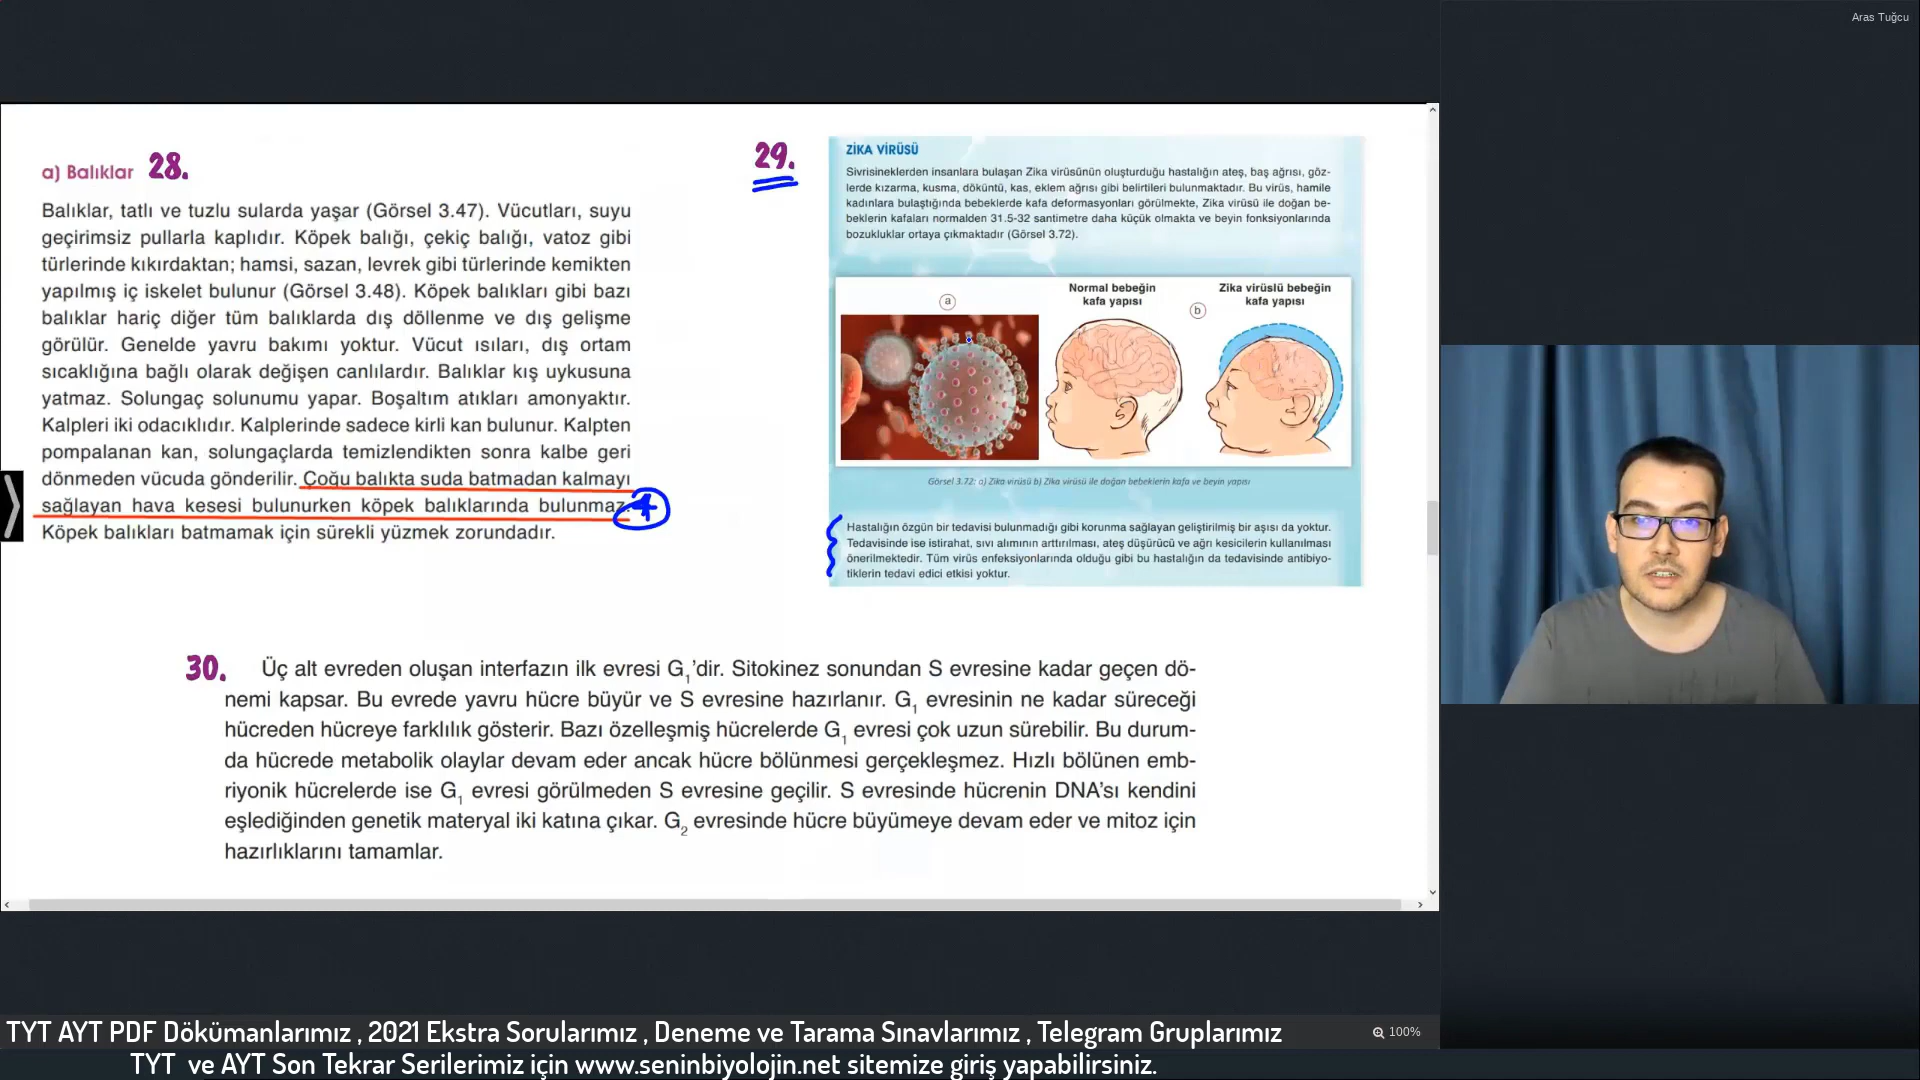 Aras Tuğcu
a) Balıklar 28.
Balıklar, tatlı ve tuzlu sularda yaşar (Görsel 3.47). Vücutları, suyu
geçirimsiz pullarla kaplıdır. Köpek balığı, çekiç balığı, vatoz gibi
türlerinde kıkırdaktan; hamsi, sazan, levrek gibi türlerinde kemikten
yapılmış iç iskelet bulunur (Görsel 3.48). Köpek balıkları gibi bazı
balıklar hariç diğer tüm balıklarda dış döllenme ve dış gelişme
görülür. Genelde yavru bakımı yoktur. Vücut ısıları, dış ortam
sıcaklığına bağlı olarak değişen canlılardır. Balıklar kış uykusuna
yatmaz. Solungaç solunumu yapar. Boşaltım atıkları amonyaktır.
Kalpleri iki odacıklıdır. Kalplerinde sadece kirli kan bulunur. Kalpten
pompalanan kan, solungaçlarda temizlendikten sonra kalbe geri
dönmeden vücuda gönderilir. Çoğu balıkta suda batmadan kalmayı
sağlayan hava kesesi bulunurken köpek balıklarında bulunmaz.
Köpek balıkları batmamak için sürekli yüzmek zorundadır.
29.
ZİKA VİRÜSÜ
Sivrisineklerden insanlara bulaşan Zika virüsünün oluşturduğu hastalığın ateş, baş ağrısı, göz-
lerde kızarma, kusma, döküntü, kas, eklem ağrısı gibi belirtileri bulunmaktadır. Bu virüs, hamile
kadınlara bulaştığında bebeklerde kafa deformasyonları görülmekte, Zika virüsü ile doğan be-
beklerin kafaları normalden 31.5-32 santimetre daha küçük olmakta ve beyin fonksiyonlarında
bozukluklar ortaya çıkmaktadır (Görsel 3.72).
a
Normal bebeğin
kafa yapısı
b
Zika virüslü bebeğin
kafa yapısı
Görsel 3.72: a) Zika virüsü b) Zika virüsü ile doğan bebeklerin kafa ve beyin yapısı
Hastalığın özgün bir tedavisi bulunmadığı gibi korunma sağlayan geliştirilmiş bir aşısı da yoktur.
Tedavisinde ise istirahat, sıvı alımının arttırılması, ateş düşürücü ve ağrı kesicilerin kullanılması
önerilmektedir. Tüm virüs enfeksiyonlarında olduğu gibi bu hastalığın da tedavisinde antibiyo-
tiklerin tedavi edici etkisi yoktur.
30. Üç alt evreden oluşan interfazın ilk evresi G1'dir. Sitokinez sonundan S evresine kadar geçen dö-
nemi kapsar. Bu evrede yavru hücre büyür ve S evresine hazırlanır. G1 evresinin ne kadar süreceği
hücreden hücreye farklılık gösterir. Bazı özelleşmiş hücrelerde G1 evresi çok uzun sürebilir. Bu durum-
da hücrede metabolik olaylar devam eder ancak hücre bölünmesi gerçekleşmez. Hızlı bölünen emb-
riyonik hücrelerde ise G1 evresi görülmeden S evresine geçilir. S evresinde hücrenin DNA'sı kendini
eşlediğinden genetik materyal iki katına çıkar. G2 evresinde hücre büyümeye devam eder ve mitoz için
hazırlıklarını tamamlar.
TYT AYT PDF Dökümanlarımız , 2021 Ekstra Sorularımız , Deneme ve Tarama Sınavlarımız , Telegram Gruplarımız
100%
TYT ve AYT Son Tekrar Serilerimiz için www.seninbiyolojin.net sitemize giriş yapabilirsiniz.